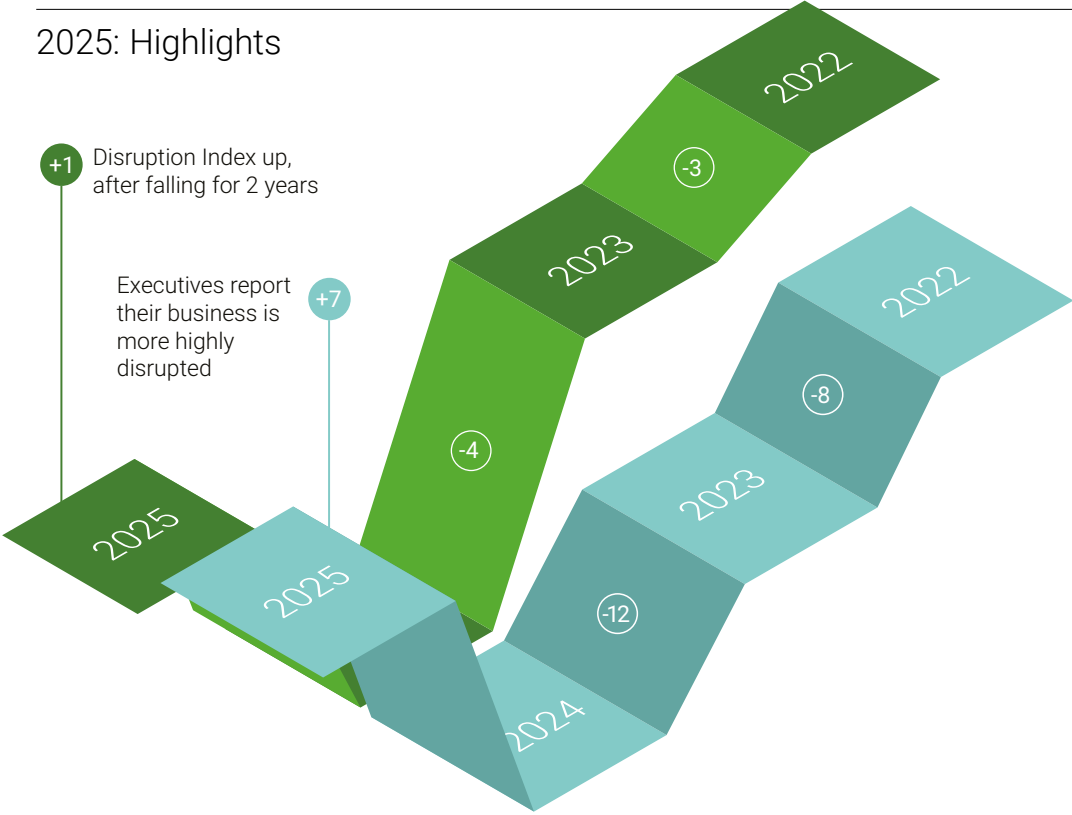 2025: Highlights
+1
Disruption Index up,
after falling for 2 years
+7
Executives report
their business is
more highly
disrupted
2022
-3
2023
-4
2025
2022
-8
2023
-12
2024
2025